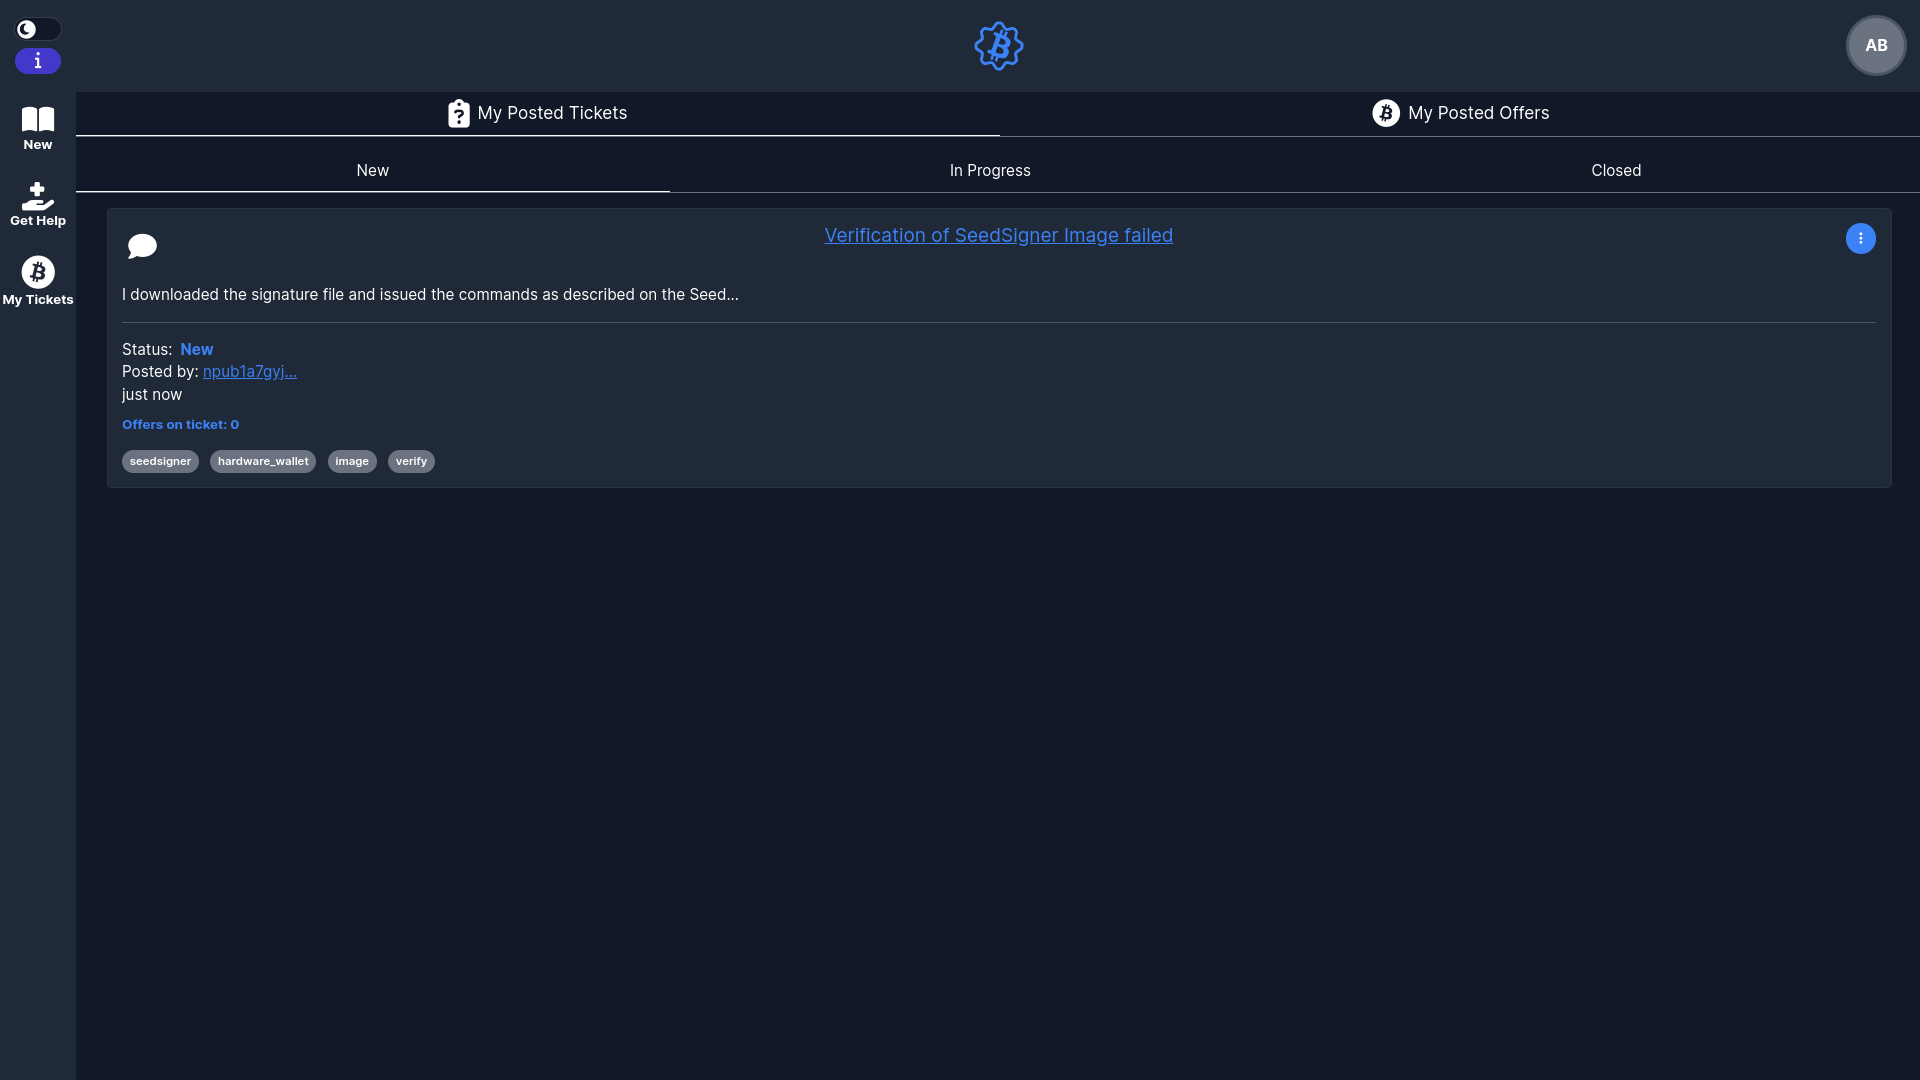 AB
i
New
Get Help
My Tickets
My Posted Tickets
My Posted Offers
New
In Progress
Closed
Verification of SeedSigner Image failed
I downloaded the signature file and issued the commands as described on the Seed...
Status: New
Posted by: npub1a7gyj...
just now
Offers on ticket: 0
seedsigner hardware_wallet image verify